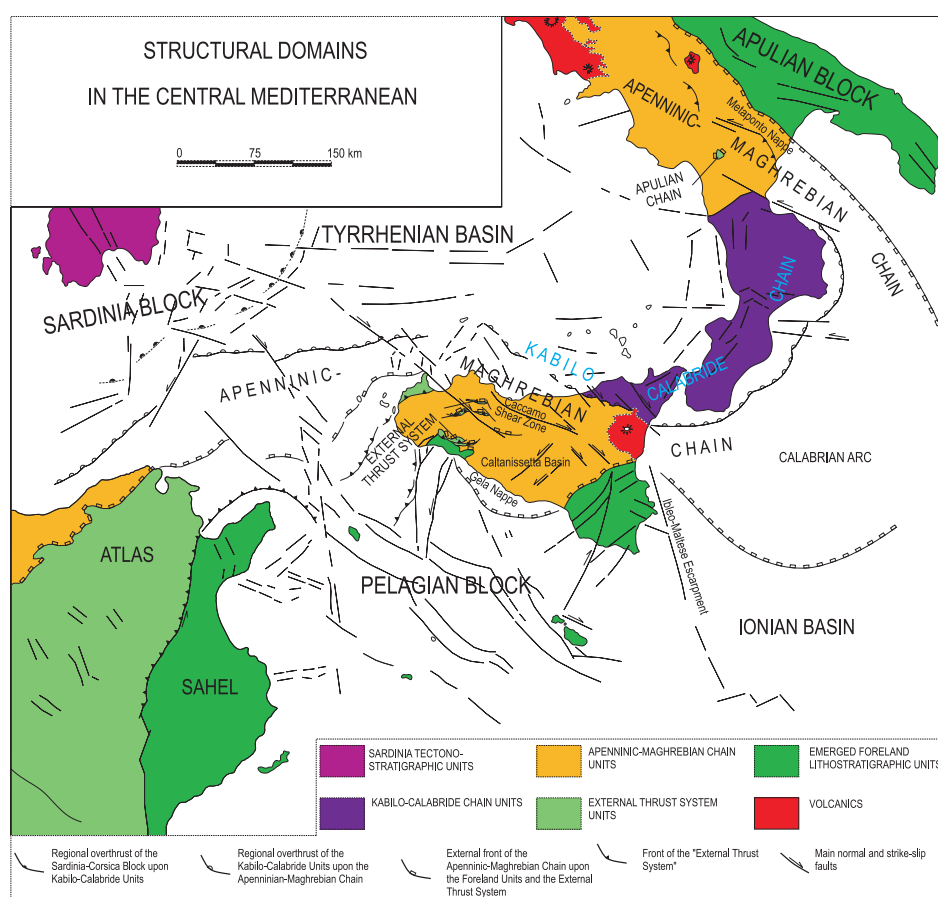 STRUCTURAL DOMAINS
IN THE CENTRAL MEDITERRANEAN
0 75 150 km
APULIAN BLOCK
APENNINIC-
Metaponto Nappe
MAGHREBIAN
CHAIN
APULIAN
CHAIN
TYRRHENIAN BASIN
SARDINIA BLOCK
CHAIN
KABILO
CALABRIDE
APENNINIC-
MAGHREBIAN
CHAIN
Caccamo
Shear Zone
EXTERNAL
THRUST SYSTEM
Caltanissetta Basin
Gela Nappe
CALABRIAN ARC
Ibleo-Maltese Escarpment
ATLAS
PELAGIAN BLOCK
IONIAN BASIN
SAHEL
SARDINIA TECTONO-
STRATIGRAPHIC UNITS
APENNINIC-MAGHREBIAN CHAIN
UNITS
EMERGED FORELAND
LITHOSTRATIGRAPHIC UNITS
KABILO-CALABRIDE CHAIN UNITS
EXTERNAL THRUST SYSTEM
UNITS
VOLCANICS
Regional overthrust of the
Sardinia-Corsica Block upon
Kabilo-Calabride Units
Regional overthrust of the
Kabilo-Calabride Units upon the
Apenninian-Maghrebian Chain
External front of the
Apenninic-Maghrebian Chain upon
the Foreland Units and the External
Thrust System
Front of the "External Thrust
System"
Main normal and strike-slip
faults